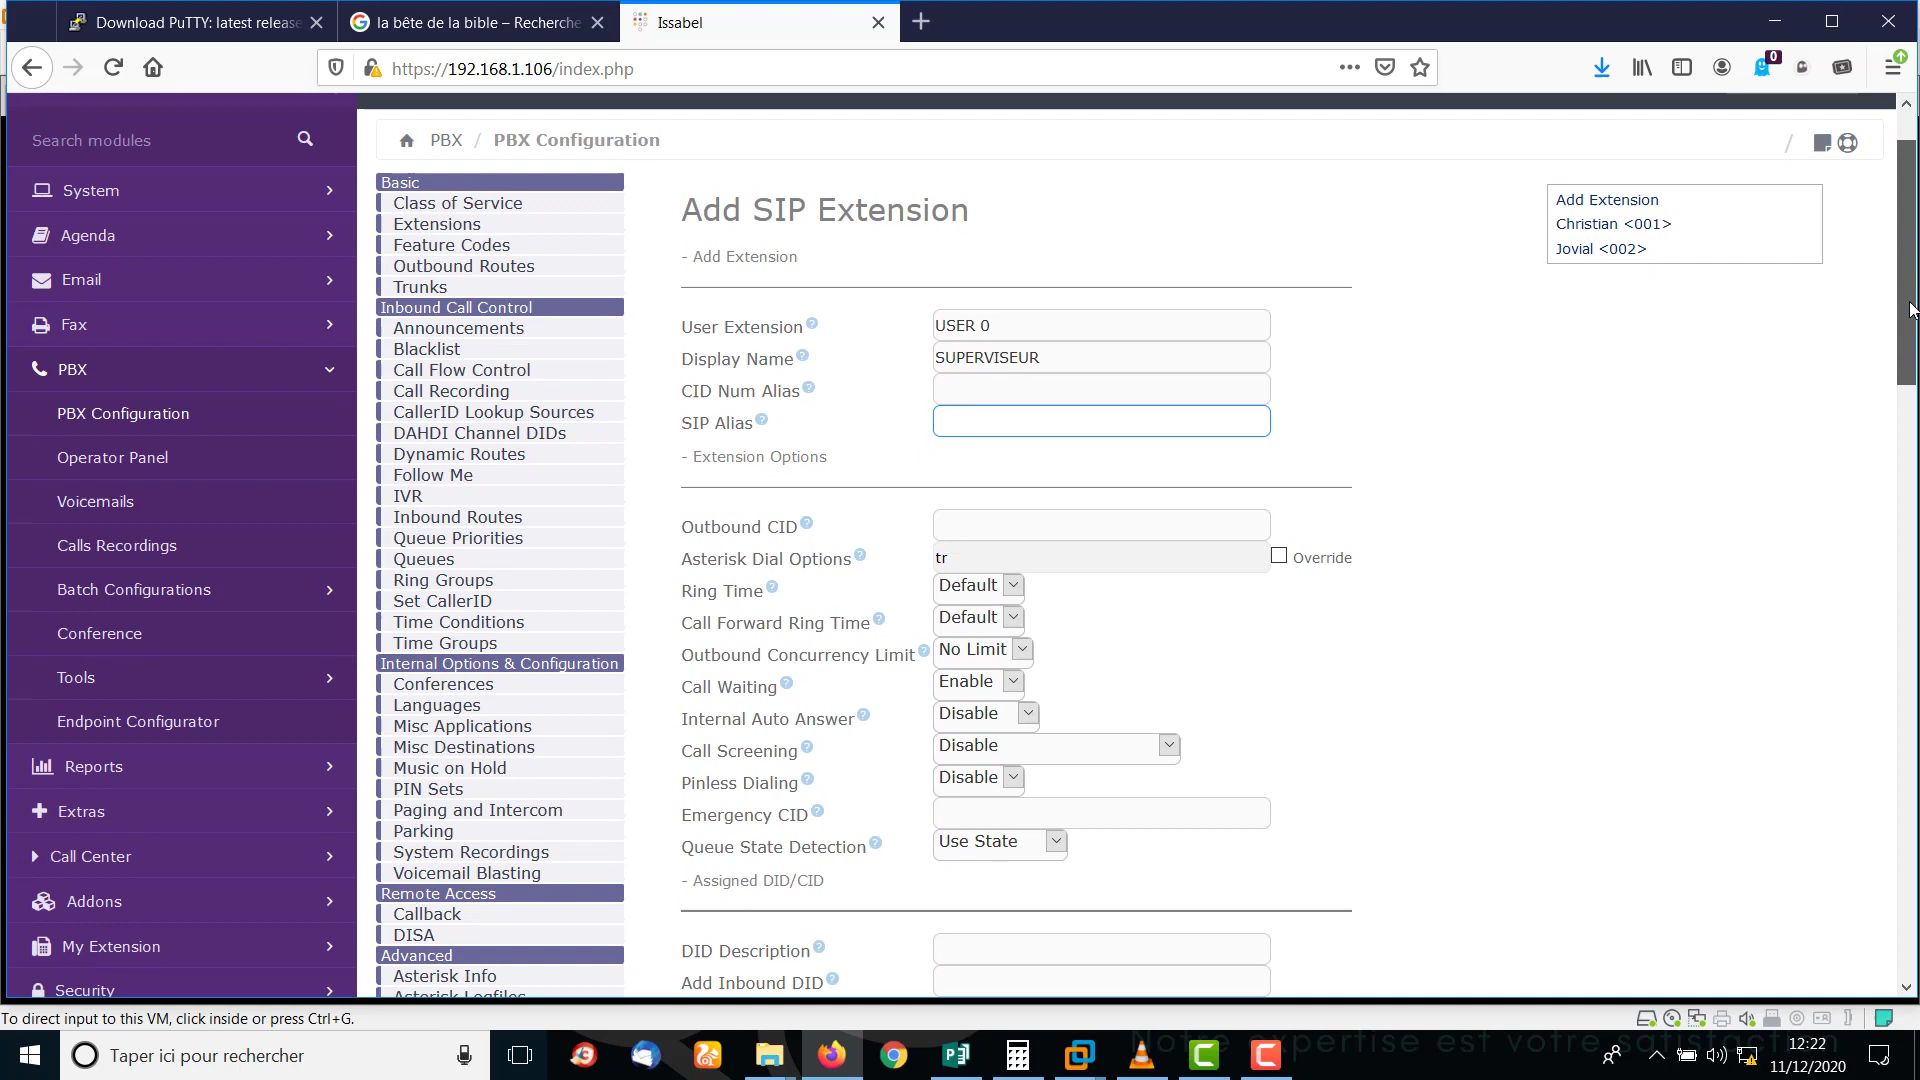 Download PuTTY: latest release
la bête de la bible – Recherche
Issabel
https://192.168.1.106/index.php
0
Search modules
System
Agenda
Email
Fax
PBX
PBX Configuration
Operator Panel
Voicemails
Calls Recordings
Batch Configurations
Conference
Tools
Endpoint Configurator
Reports
Extras
Call Center
Addons
My Extension
Security
PBX / PBX Configuration /
Basic
Class of Service
Extensions
Feature Codes
Outbound Routes
Trunks
Inbound Call Control
Announcements
Blacklist
Call Flow Control
Call Recording
CallerID Lookup Sources
DAHDI Channel DIDs
Dynamic Routes
Follow Me
IVR
Inbound Routes
Queue Priorities
Queues
Ring Groups
Set CallerID
Time Conditions
Time Groups
Internal Options & Configuration
Conferences
Languages
Misc Applications
Misc Destinations
Music on Hold
PIN Sets
Paging and Intercom
Parking
System Recordings
Voicemail Blasting
Remote Access
Callback
DISA
Advanced
Asterisk Info
Asterisk Logfiles
Add SIP Extension
- Add Extension
User Extension ? USER 0
Display Name ? SUPERVISEUR
CID Num Alias ?
SIP Alias ?
- Extension Options
Outbound CID ?
Asterisk Dial Options ? tr Override
Ring Time ? Default
Call Forward Ring Time ? Default
Outbound Concurrency Limit ? No Limit
Call Waiting ? Enable
Internal Auto Answer ? Disable
Call Screening ? Disable
Pinless Dialing ? Disable
Emergency CID ?
Queue State Detection ? Use State
- Assigned DID/CID
DID Description ?
Add Inbound DID ?
Add Extension
Christian <001>
Jovial <002>
To direct input to this VM, click inside or press Ctrl+G.
Taper ici pour rechercher
Notre expertise est votre satisfaction
12:22
11/12/2020